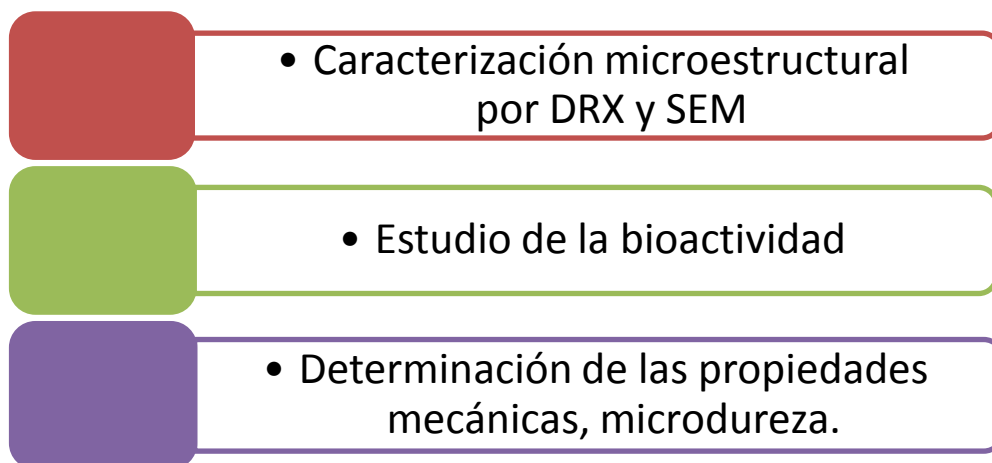 • Caracterización microestructural
por DRX y SEM
• Estudio de la bioactividad
• Determinación de las propiedades
mecánicas, microdureza.